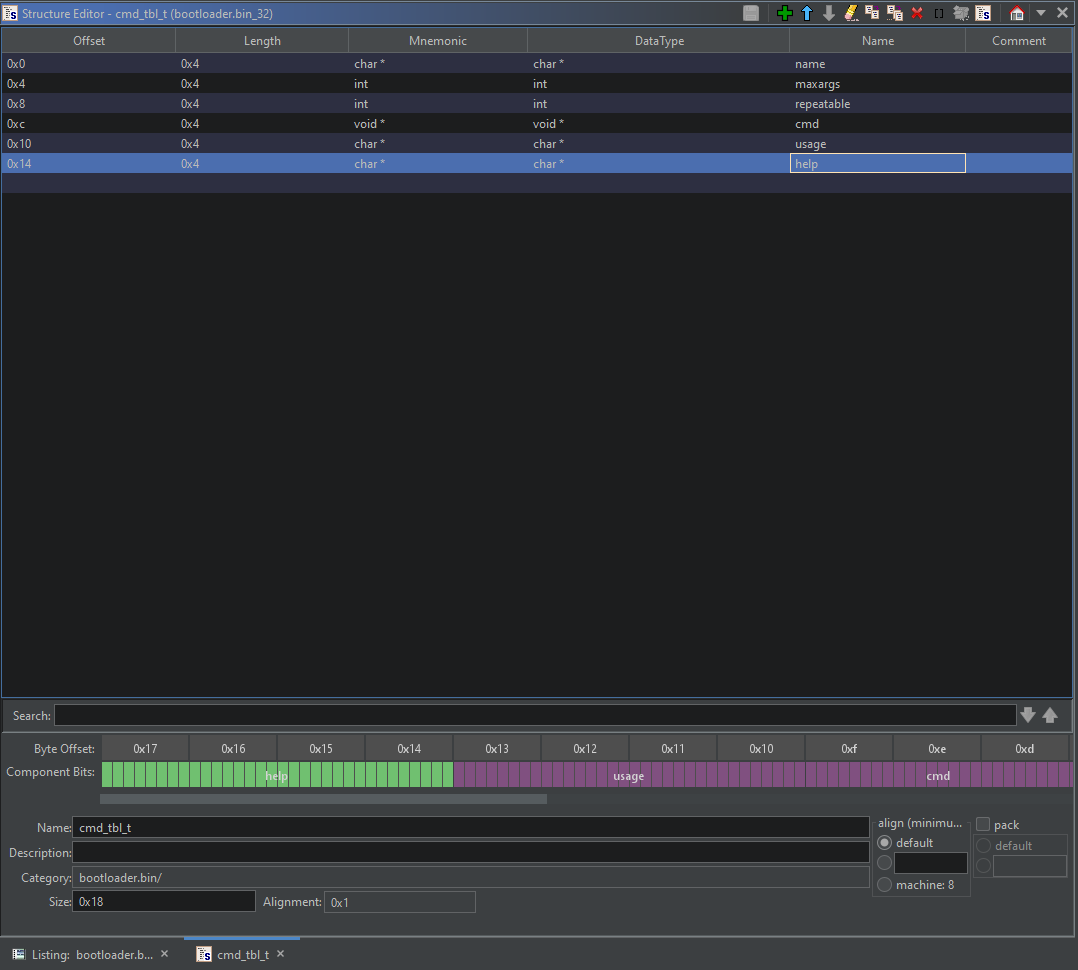 Structure Editor - cmd_tbl_t (bootloader.bin_32)
Offset Length Mnemonic DataType Name Comment
0x0 0x4 char * char * name
0x4 0x4 int int maxargs
0x8 0x4 int int repeatable
0xc 0x4 void * void * cmd
0x10 0x4 char * char * usage
0x14 0x4 char * char * help
Search:
Byte Offset: 0x17 0x16 0x15 0x14 0x13 0x12 0x11 0x10 0xf 0xe 0xd
Component Bits: help usage cmd
Name: cmd_tbl_t
Description:
Category: bootloader.bin/
Size: 0x18 Alignment: 0x1
align (minimu...
default
machine: 8
pack
default
Listing: bootloader.b... cmd_tbl_t